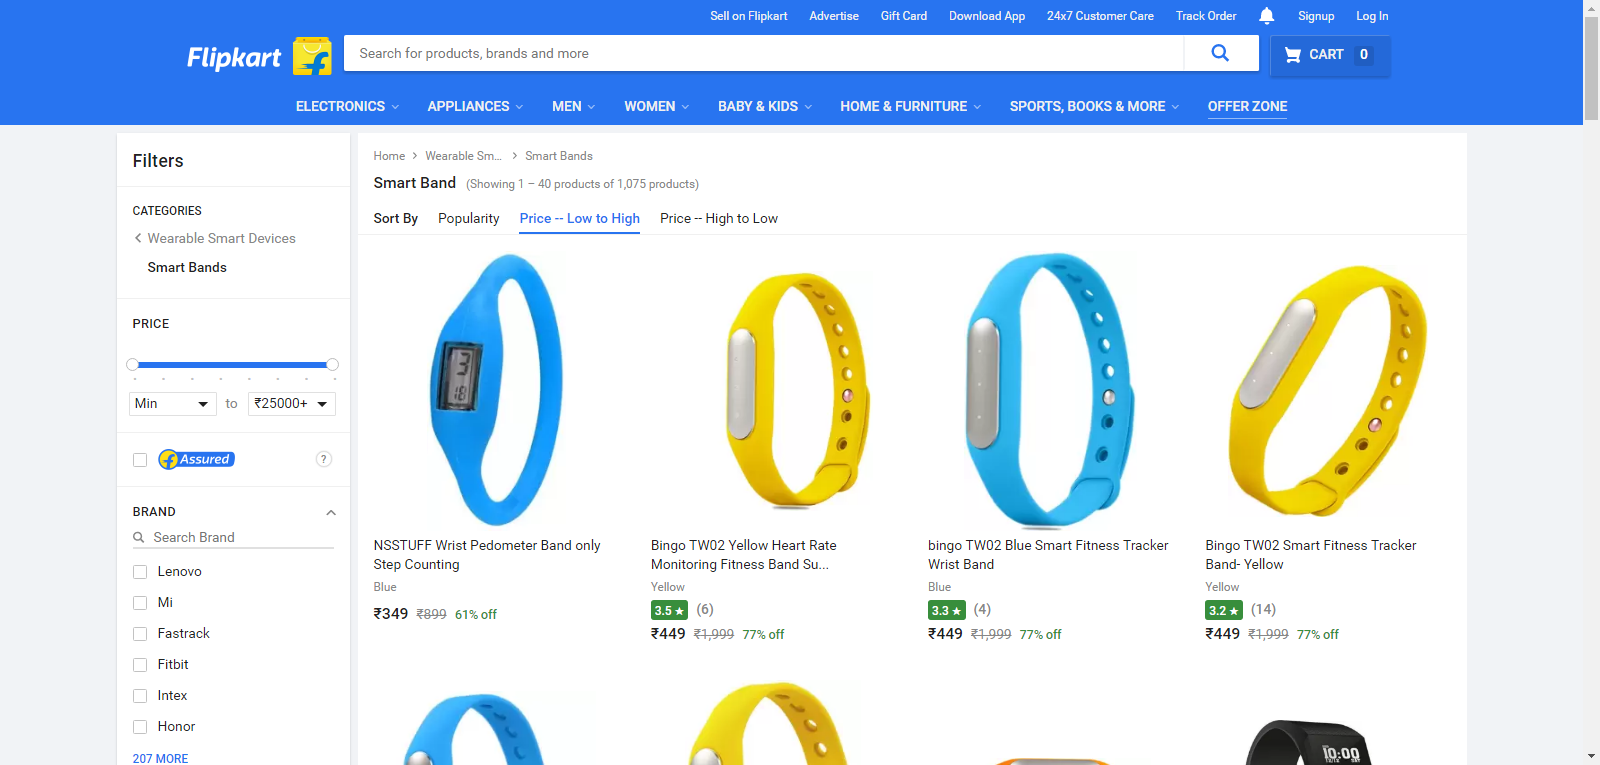 Sell on Flipkart Advertise Gift Card Download App 24x7 Customer Care Track Order Signup Log In
Flipkart
Search for products, brands and more
CART 0
ELECTRONICS APPLIANCES MEN WOMEN BABY & KIDS HOME & FURNITURE SPORTS, BOOKS & MORE OFFER ZONE
Filters
CATEGORIES
Wearable Smart Devices
Smart Bands
PRICE
Min to ₹25000+
f Assured ?
BRAND
Search Brand
Lenovo
Mi
Fastrack
Fitbit
Intex
Honor
207 MORE
Home > Wearable Sm... > Smart Bands
Smart Band (Showing 1 – 40 products of 1,075 products)
Sort By Popularity Price -- Low to High Price -- High to Low
NSSTUFF Wrist Pedometer Band only
Step Counting
Blue
₹349 ₹899 61% off
Bingo TW02 Yellow Heart Rate
Monitoring Fitness Band Su...
Yellow
3.5 ★ (6)
₹449 ₹1,999 77% off
bingo TW02 Blue Smart Fitness Tracker
Wrist Band
Blue
3.3 ★ (4)
₹449 ₹1,999 77% off
Bingo TW02 Smart Fitness Tracker
Band- Yellow
Yellow
3.2 ★ (14)
₹449 ₹1,999 77% off
10:00